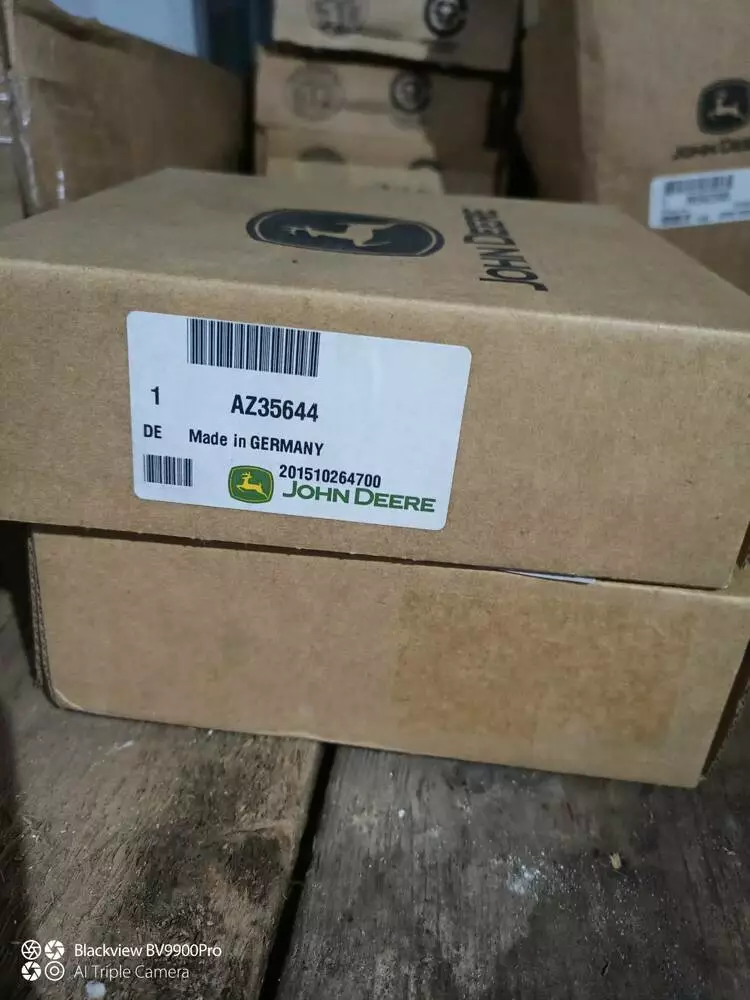 JOHN DEERE
JOHN DEERE
1 AZ35644
DE Made in GERMANY
201510264700
JOHN DEERE
Blackview BV9900Pro
AI Triple Camera